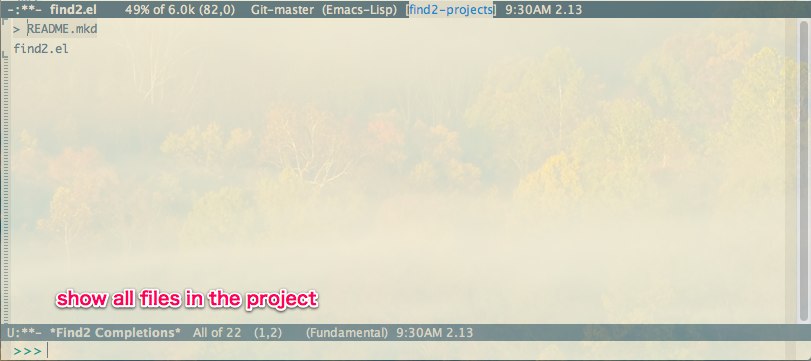 -:**- find2.el 49% of 6.0k (82,0) Git-master (Emacs-Lisp) [find2-projects] 9:30AM 2.13
> README.mkd
find2.el
show all files in the project
U:**- *Find2 Completions* All of 22 (1,2) (Fundamental) 9:30AM 2.13
>>>